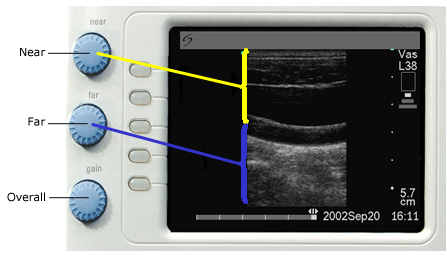 near
Near
Vas
L38
far
Far
gain
Overall
5.7
cm
2002Sep20 16:11